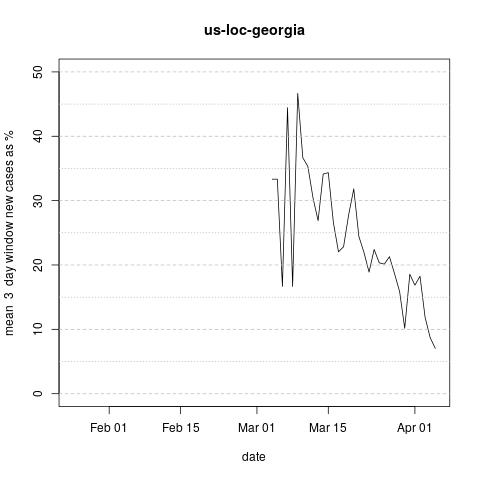 us-loc-georgia
mean 3 day window new cases as %
50
40
30
20
10
0
Feb 01
Feb 15
Mar 01
Mar 15
Apr 01
date